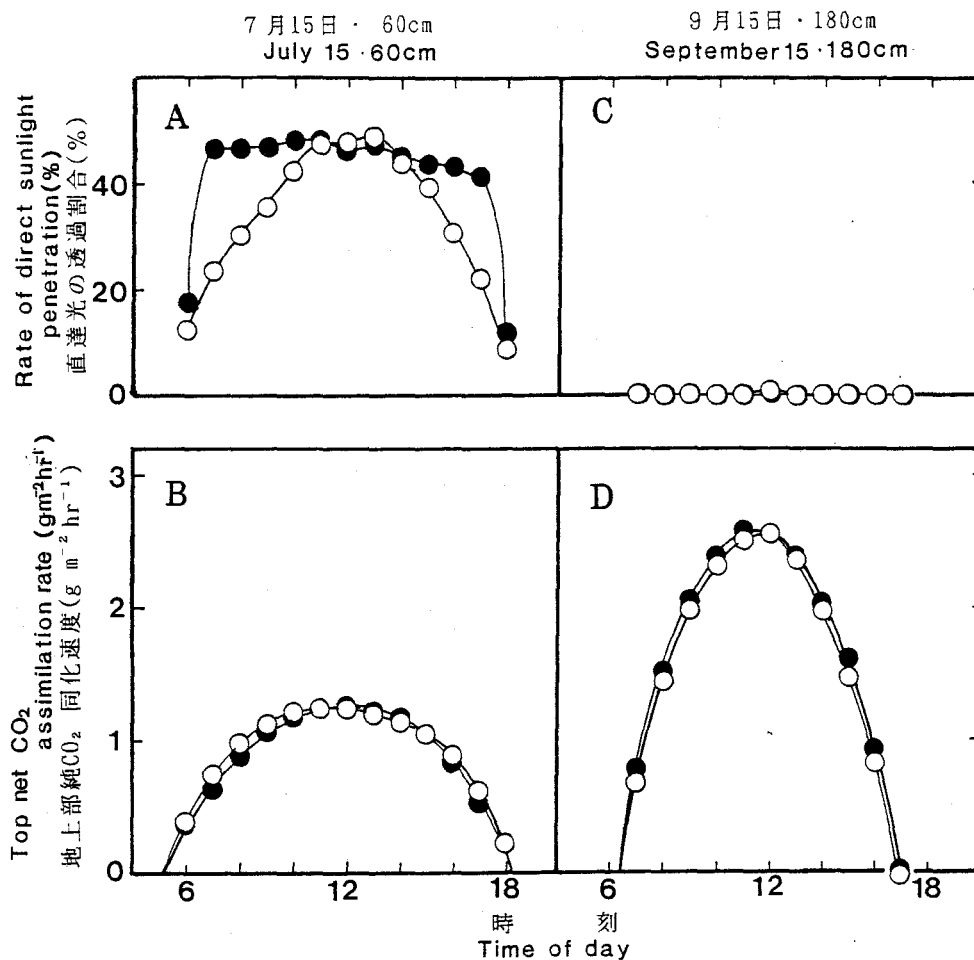 7月15日・60cm
July 15・60cm
9月15日・180cm
September15・180cm
A
C
Rate of direct sunlight
penetration(%)
直達光の透過割合(%)
40
20
0
B
D
Top net CO₂
assimilation rate (gm⁻²hr⁻¹)
地上部純CO₂ 同化速度(g m⁻² hr⁻¹)
3
2
1
0
6 12 18 6 12 18
時 刻
Time of day